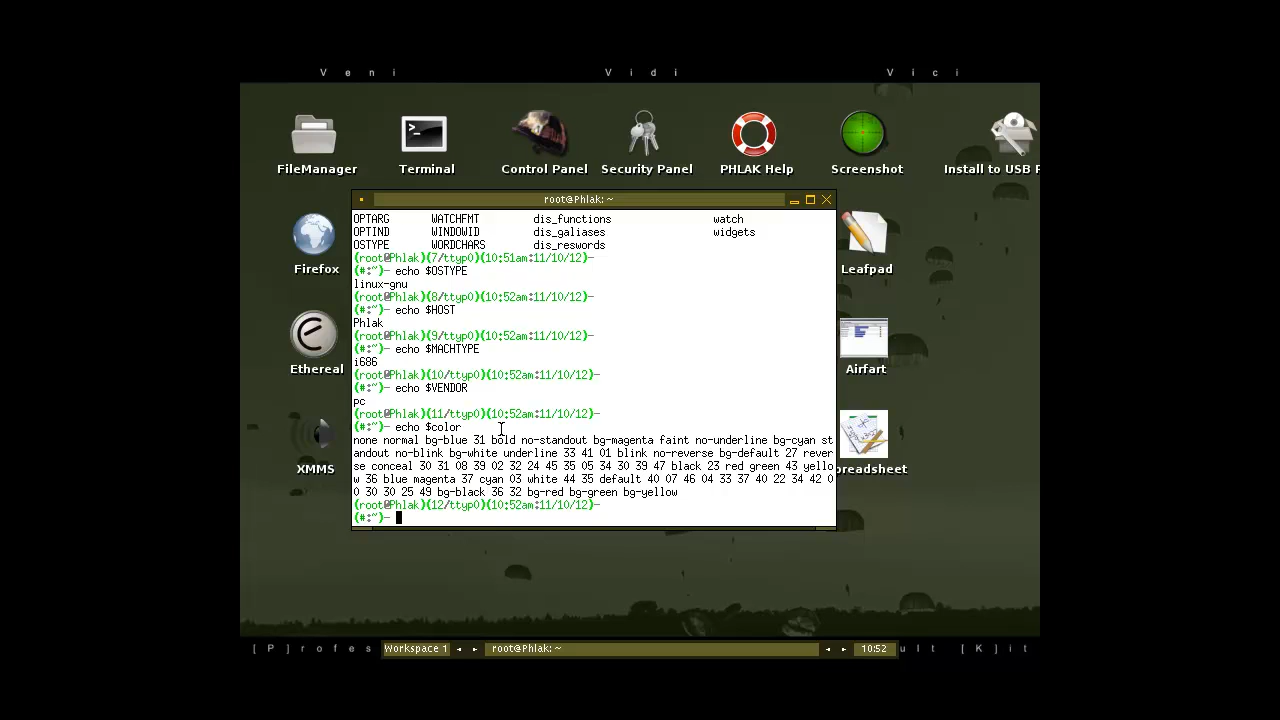 V e n i
V i d i
V i c i
FileManager
Terminal
Control Panel
Security Panel
PHLAK Help
Screenshot
Install to USB P
Firefox
Ethereal
XMMS
Leafpad
Airfart
preadsheet
root@Phlak: ~
OPTARG WATCHFMT dis_functions watch
OPTIND WINDOWID dis_galiases widgets
OSTYPE WORDCHARS dis_reswords
(root@Phlak)(7/ttyp0)(10:51am:11/10/12)-
(#:~)- echo $OSTYPE
linux-gnu
(root@Phlak)(8/ttyp0)(10:52am:11/10/12)-
(#:~)- echo $HOST
Phlak
(root@Phlak)(9/ttyp0)(10:52am:11/10/12)-
(#:~)- echo $MACHTYPE
i686
(root@Phlak)(10/ttyp0)(10:52am:11/10/12)-
(#:~)- echo $VENDOR
pc
(root@Phlak)(11/ttyp0)(10:52am:11/10/12)-
(#:~)- echo $color
none normal bg-blue 31 bold no-standout bg-magenta faint no-underline bg-cyan st
andout no-blink bg-white underline 33 41 01 blink no-reverse bg-default 27 rever
se conceal 30 31 08 39 02 32 24 45 35 05 34 30 39 47 black 23 red green 43 yello
w 36 blue magenta 37 cyan 03 white 44 35 default 40 07 46 04 33 37 40 22 34 42 0
0 30 30 25 49 bg-black 36 32 bg-red bg-green bg-yellow
(root@Phlak)(12/ttyp0)(10:52am:11/10/12)-
(#:~)-
[ P ] r o f e s
Workspace 1
root@Phlak: ~
10:52
u l t [ K ] i t